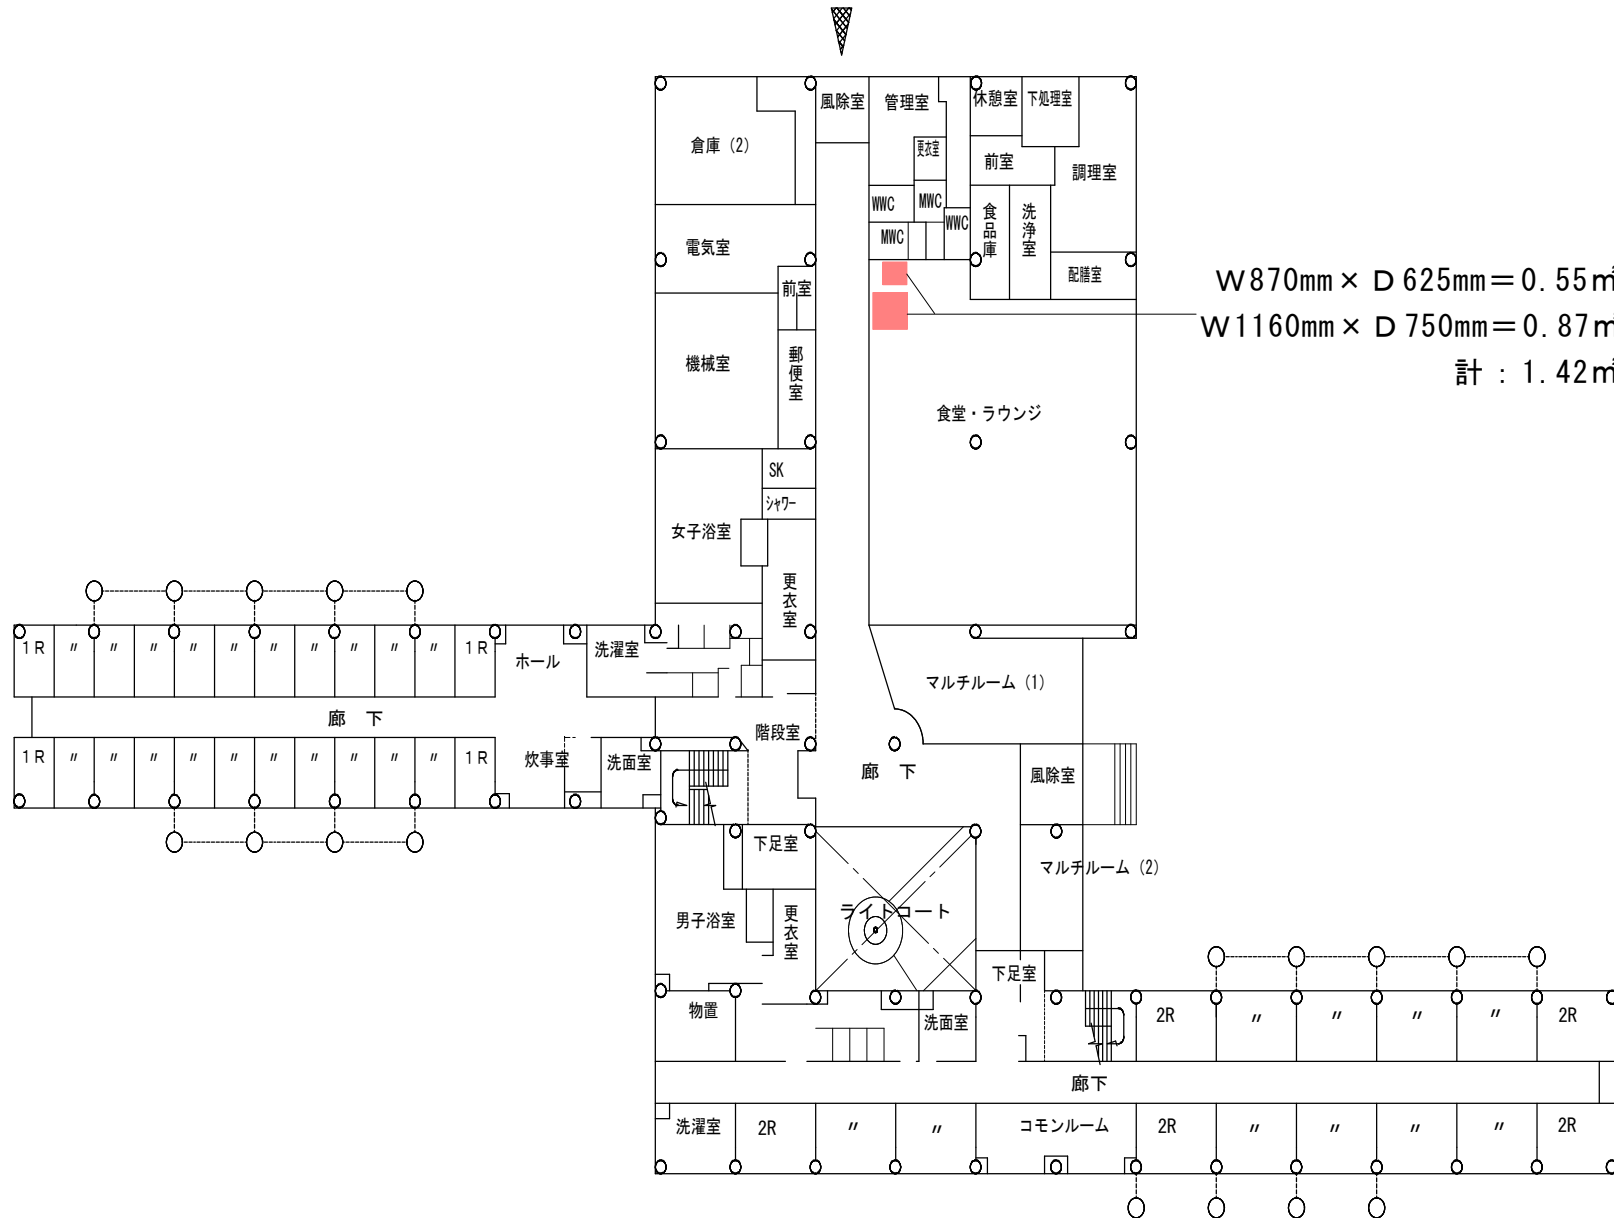 風除室
管理室
休憩室
下処理室
倉庫（2）
更衣室
前室
調理室
WWC
MWC
WWC
MWC
食品庫
洗浄室
電気室
前室
配膳室
W870mm×D625mm＝0.55㎡
W1160mm×D750mm＝0.87㎡
計：1.42㎡
機械室
郵便室
食堂・ラウンジ
SK
シャワー
女子浴室
更衣室
1R 〃 〃 〃 〃 〃 〃 〃 〃 〃 〃 1R
ホール
洗濯室
マルチルーム（1）
廊 下
階段室
1R 〃 〃 〃 〃 〃 〃 〃 〃 〃 〃 1R
炊事室
洗面室
廊 下
風除室
下足室
マルチルーム（2）
男子浴室
更衣室
ライトコート
下足室
物置
洗面室
2R 〃 〃 〃 〃 2R
廊下
洗濯室
2R 〃 〃
コモンルーム
2R 〃 〃 〃 〃 2R